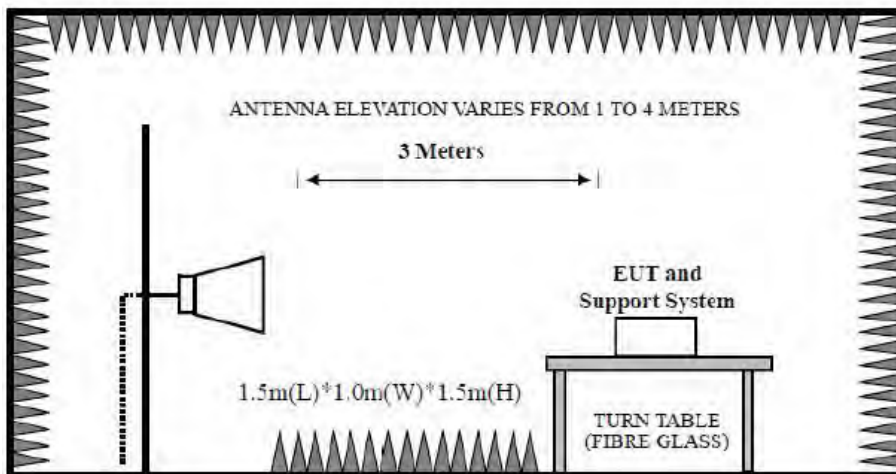 ANTENNA ELEVATION VARIES FROM 1 TO 4 METERS
3 Meters
EUT and
Support System
1.5m(L)*1.0m(W)*1.5m(H)
TURN TABLE
(FIBRE GLASS)